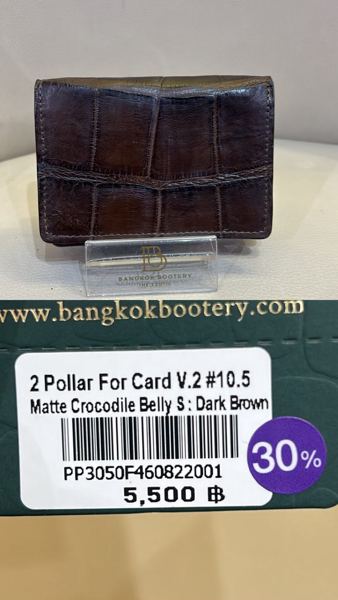 B
BANGKOK BOOTERY
www.bangkokbootery.com
2 Pollar For Card V.2 #10.5
Matte Crocodile Belly S : Dark Brown
PP3050F460822001
5,500 ฿
30%